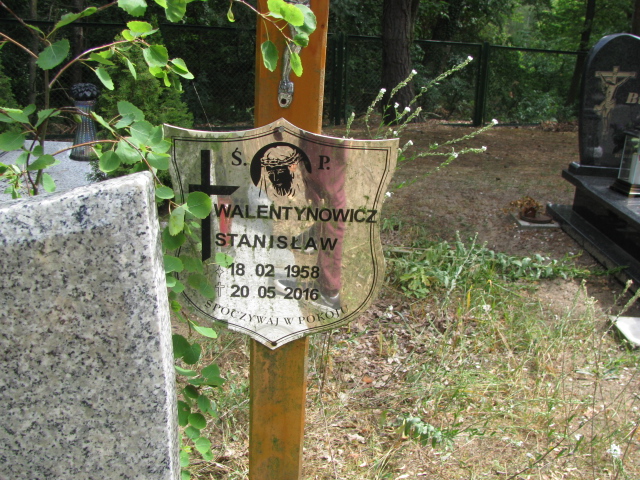 Ś. P.
WALENTYNOWICZ
STANISŁAW
18 02 1958
20 05 2016
SPOCZYWAJ W POKOJU